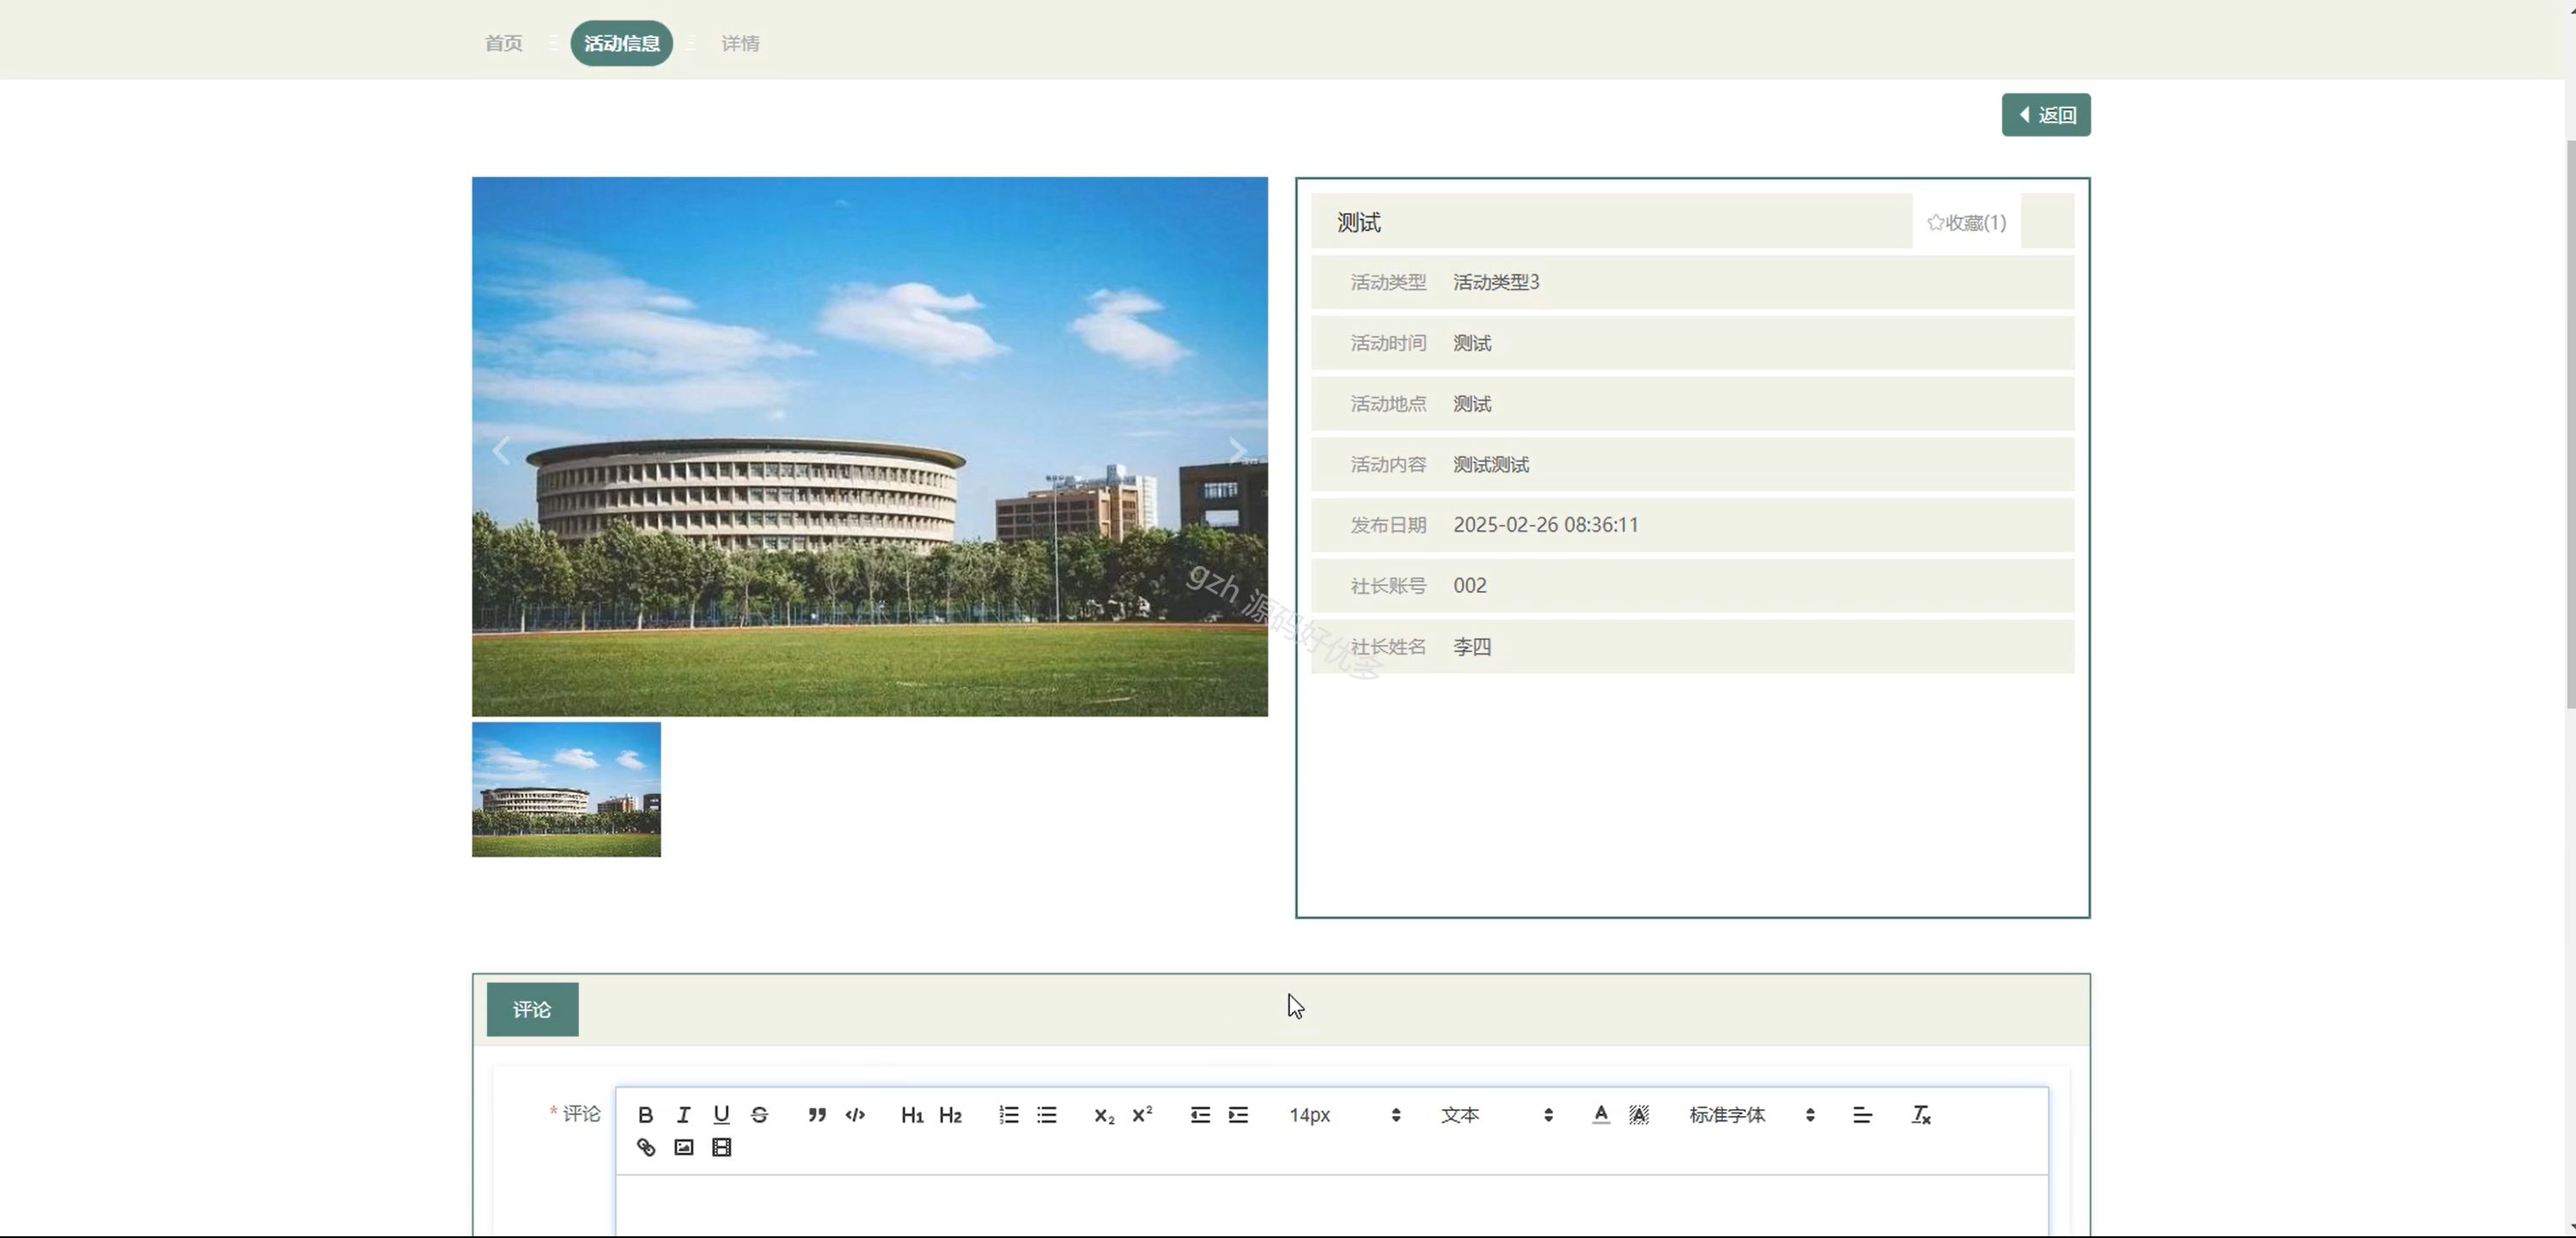 首页
活动信息
详情
返回
测试
收藏(1)
活动类型 活动类型3
活动时间 测试
活动地点 测试
活动内容 测试测试
发布日期 2025-02-26 08:36:11
社长账号 002
社长姓名 李四
gzh 源码好优多
评论
* 评论
B I U S H1 H2 X2 X2 14px 文本 A A 标准字体 Tx